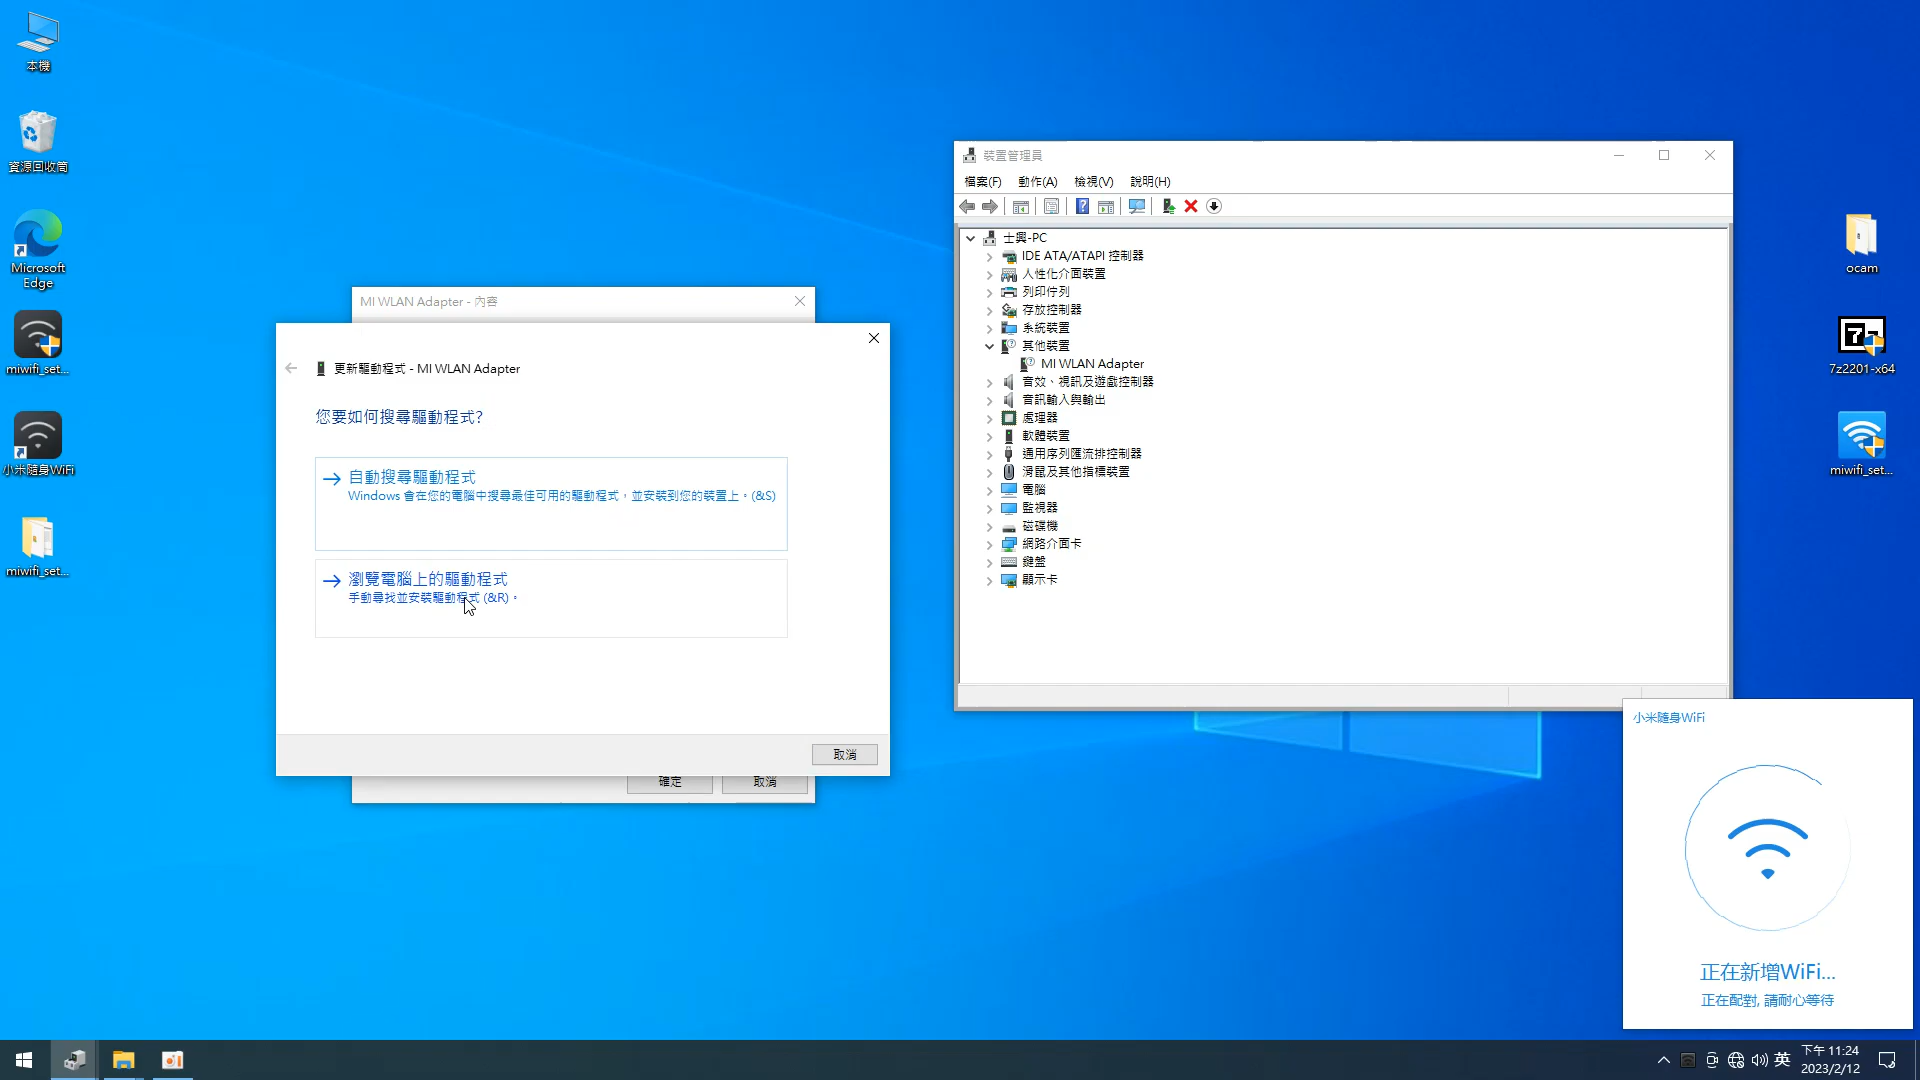 本機
資源回收筒
Microsoft
Edge
miwifi_set...
小米隨身WiFi
miwifi_set...
MI WLAN Adapter - 內容
更新驅動程式 - MI WLAN Adapter
您要如何搜尋驅動程式?
自動搜尋驅動程式
Windows 會在您的電腦中搜尋最佳可用的驅動程式，並安裝到您的裝置上。(&S)
瀏覽電腦上的驅動程式
手動尋找並安裝驅動程式 (&R)。
取消
確定
取消
裝置管理員
檔案(F)
動作(A)
檢視(V)
說明(H)
士興-PC
IDE ATA/ATAPI 控制器
人性化介面裝置
列印佇列
存放控制器
系統裝置
其他裝置
MI WLAN Adapter
音效、視訊及遊戲控制器
音訊輸入與輸出
處理器
軟體裝置
通用序列匯流排控制器
滑鼠及其他指標裝置
電腦
監視器
磁碟機
網路介面卡
鍵盤
顯示卡
ocam
7z2201-x64
miwifi_set...
小米隨身WiFi
正在新增WiFi...
正在配對, 請耐心等待
英
下午 11:24
2023/2/12